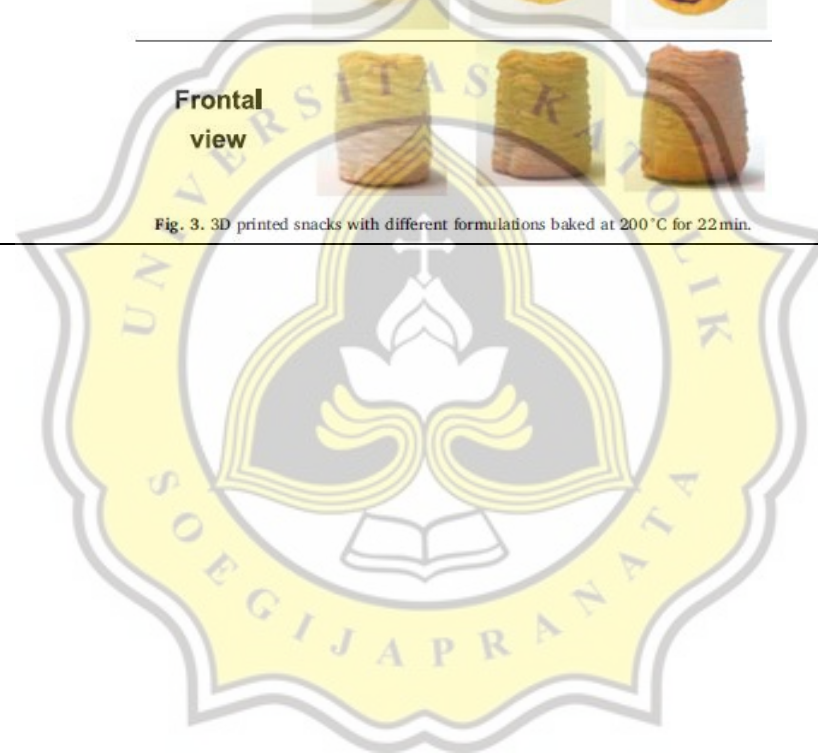 Frontal
view
Fig. 3. 3D printed snacks with different formulations baked at 200°C for 22 min.
UNIVERSITAS KATOLIK
SOEGIJAPRANATA